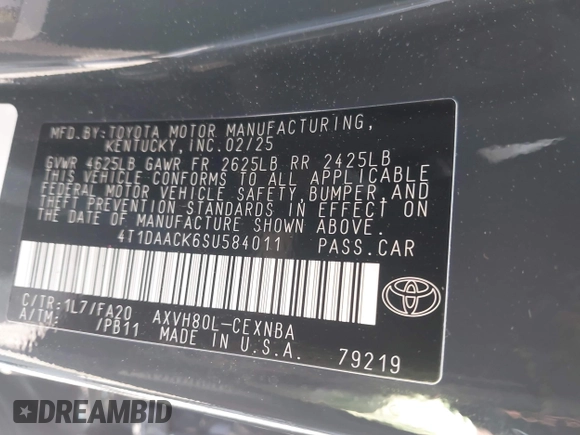 MFD.BY:TOYOTA MOTOR MANUFACTURING,
KENTUCKY,INC.02/25
GVWR 4625LB GAWR FR 2625LB RR 2425LB
THIS VEHICLE CONFORMS TO ALL APPLICABLE
FEDERAL MOTOR VEHICLE SAFETY,BUMPER,AND
THEFT PREVENTION STANDARDS IN EFFECT ON
THE DATE OF MANUFACTURE SHOWN ABOVE.
4T1DAACK6SU584011 PASS.CAR
C/TR:1L7/FA20 AXVH80L-CEXNBA
A/TM: /PB11 MADE IN U.S.A. 79219
DREAMBID